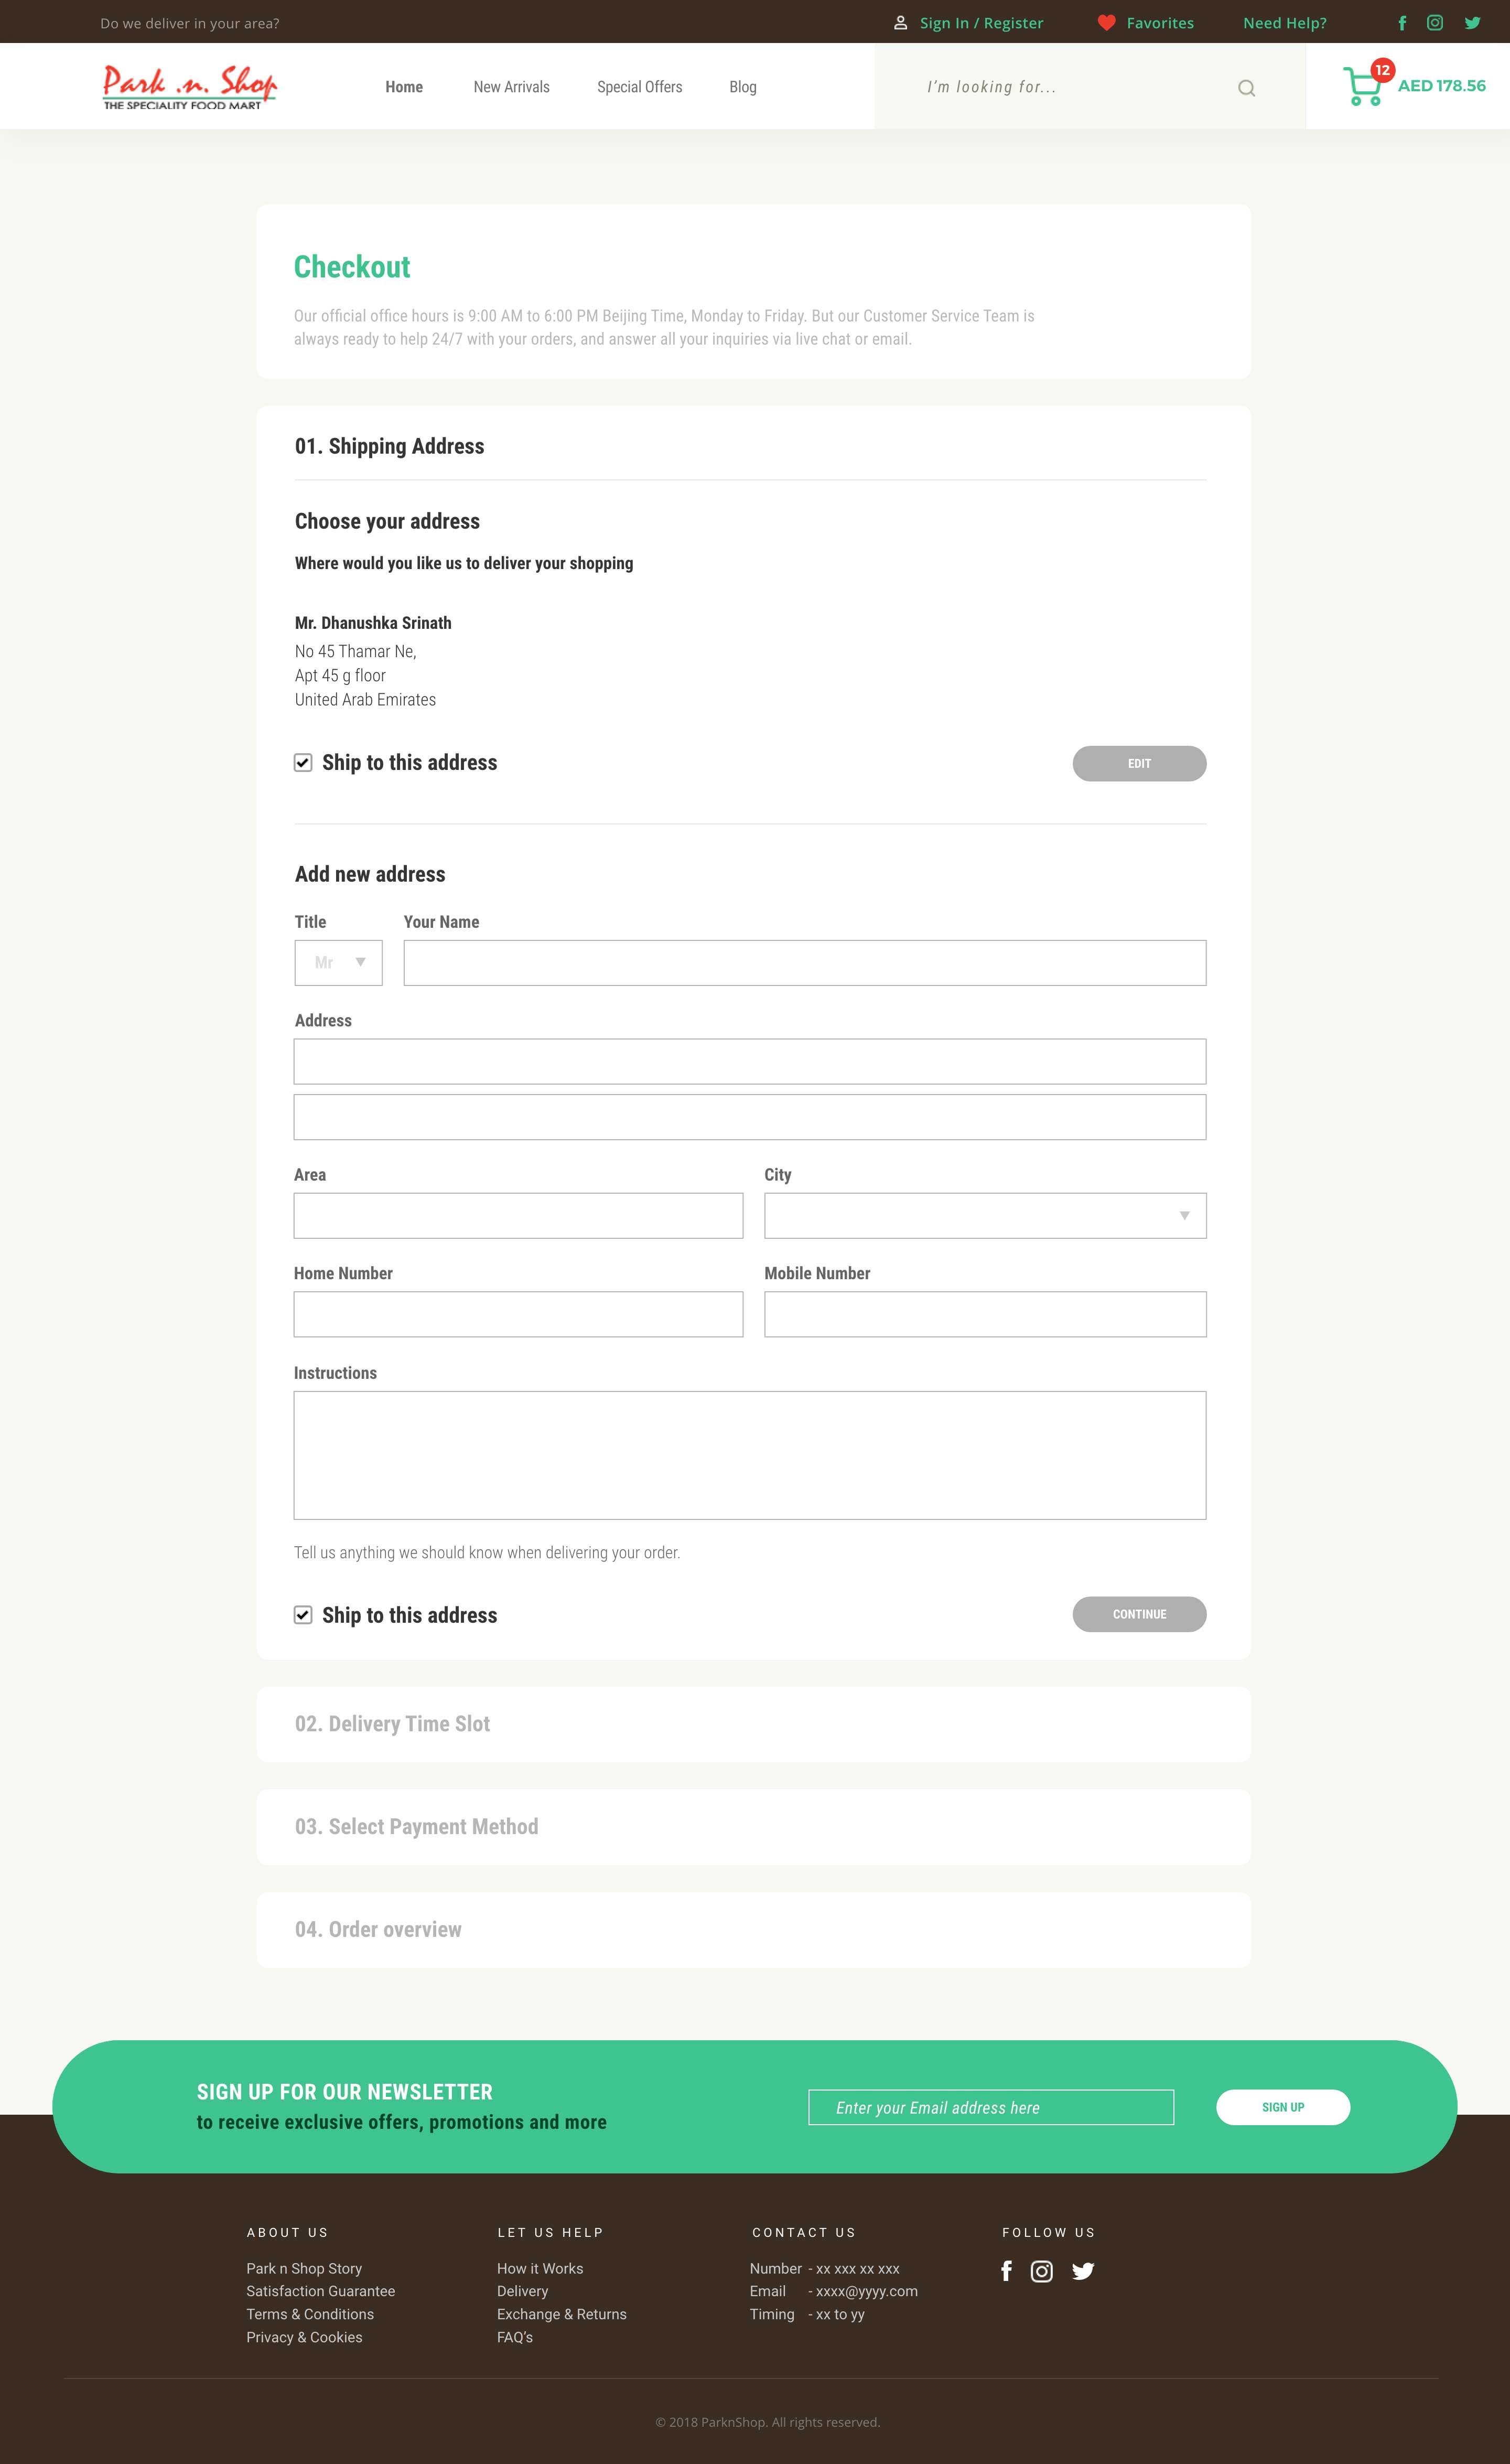 Do we deliver in your area?
Sign In / Register
Favorites
Need Help?
Park .n. Shop
THE SPECIALITY FOOD MART
Home
New Arrivals
Special Offers
Blog
I'm looking for...
12
AED 178.56
Checkout
Our official office hours is 9:00 AM to 6:00 PM Beijing Time, Monday to Friday. But our Customer Service Team is
always ready to help 24/7 with your orders, and answer all your inquiries via live chat or email.
01. Shipping Address
Choose your address
Where would you like us to deliver your shopping
Mr. Dhanushka Srinath
No 45 Thamar Ne,
Apt 45 g floor
United Arab Emirates
Ship to this address
EDIT
Add new address
Title
Your Name
Mr
Address
Area
City
Home Number
Mobile Number
Instructions
Tell us anything we should know when delivering your order.
Ship to this address
CONTINUE
02. Delivery Time Slot
03. Select Payment Method
04. Order overview
SIGN UP FOR OUR NEWSLETTER
to receive exclusive offers, promotions and more
Enter your Email address here
SIGN UP
ABOUT US
Park n Shop Story
Satisfaction Guarantee
Terms & Conditions
Privacy & Cookies
LET US HELP
How it Works
Delivery
Exchange & Returns
FAQ's
CONTACT US
Number - xx xxx xx xxx
Email - xxxx@yyyy.com
Timing - xx to yy
FOLLOW US
© 2018 ParknShop. All rights reserved.